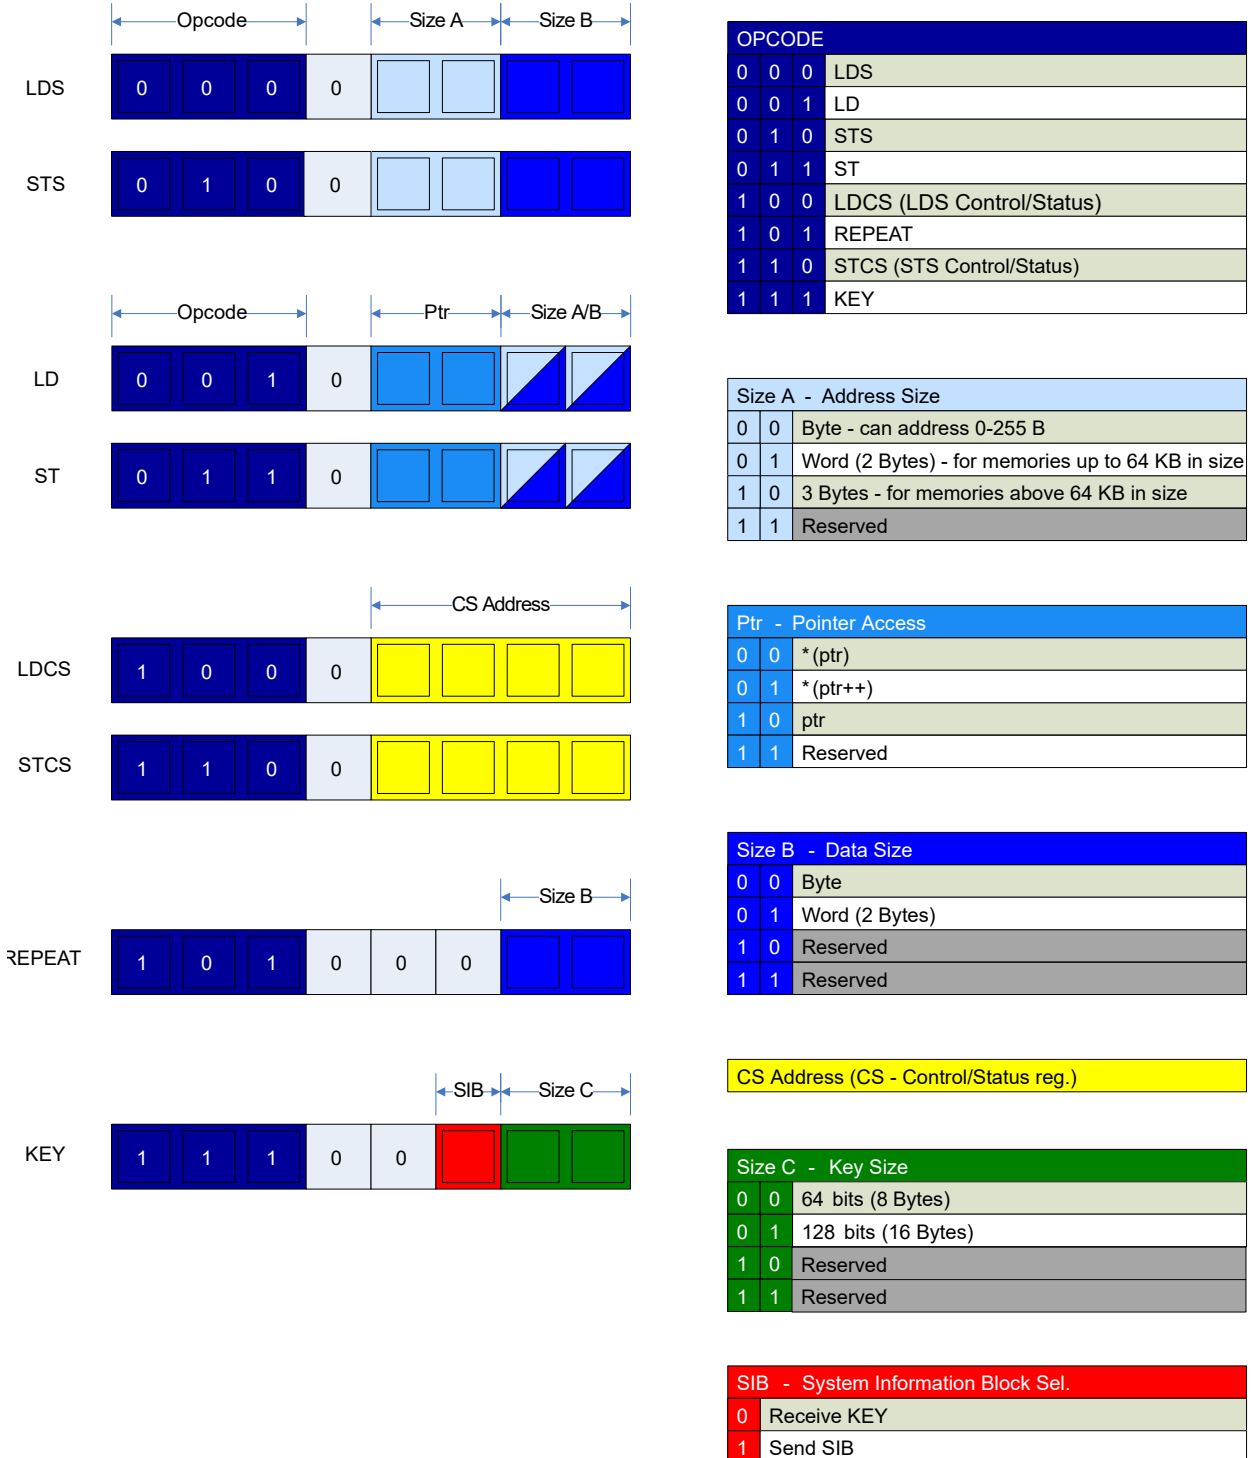 Opcode Size A Size B
LDS 0 0 0 0
STS 0 1 0 0
Opcode Ptr Size A/B
LD 0 0 1 0
ST 0 1 1 0
CS Address
LDCS 1 0 0 0
STCS 1 1 0 0
Size B
REPEAT 1 0 1 0 0 0
SIB Size C
KEY 1 1 1 0 0
OPCODE
0 0 0 LDS
0 0 1 LD
0 1 0 STS
0 1 1 ST
1 0 0 LDCS (LDS Control/Status)
1 0 1 REPEAT
1 1 0 STCS (STS Control/Status)
1 1 1 KEY
Size A - Address Size
0 0 Byte - can address 0-255 B
0 1 Word (2 Bytes) - for memories up to 64 KB in size
1 0 3 Bytes - for memories above 64 KB in size
1 1 Reserved
Ptr - Pointer Access
0 0 *(ptr)
0 1 *(ptr++)
1 0 ptr
1 1 Reserved
Size B - Data Size
0 0 Byte
0 1 Word (2 Bytes)
1 0 Reserved
1 1 Reserved
CS Address (CS - Control/Status reg.)
Size C - Key Size
0 0 64 bits (8 Bytes)
0 1 128 bits (16 Bytes)
1 0 Reserved
1 1 Reserved
SIB - System Information Block Sel.
0 Receive KEY
1 Send SIB